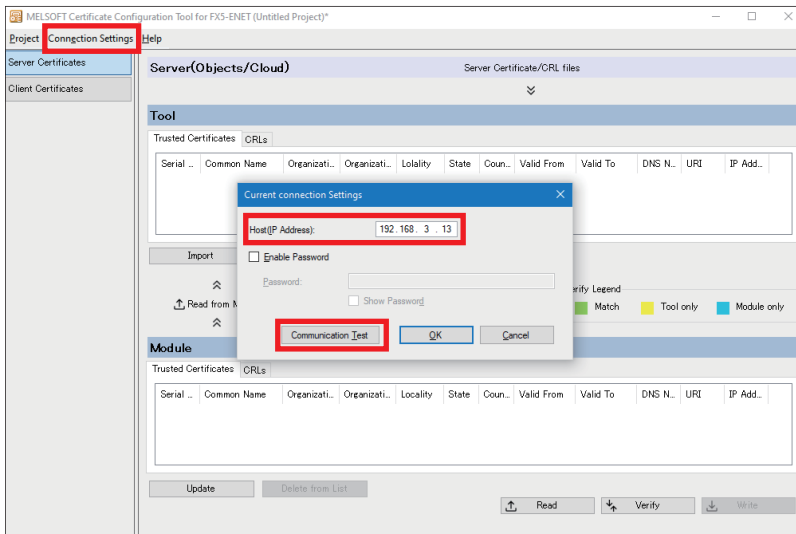 MELSOFT Certificate Configuration Tool for FX5-ENET (Untitled Project)*
Project Connection Settings Help
Server Certificates
Client Certificates
Server(Objects/Cloud) Server Certificate/CRL files
Tool
Trusted Certificates CRLs
Serial ... Common Name Organizati... Organizati... Lolality State Coun... Valid From Valid To DNS N... URI IP Add...
Current connection Settings
Host(IP Address): 192 . 168 . 3 . 13
Enable Password
Password:
Show Password
Communication Test OK Cancel
Import
Read from
erify Legend
Match Tool only Module only
Module
Trusted Certificates CRLs
Serial ... Common Name Organizati... Organizati... Locality State Coun... Valid From Valid To DNS N... URI IP Add...
Update Delete from List
Read Verify Write